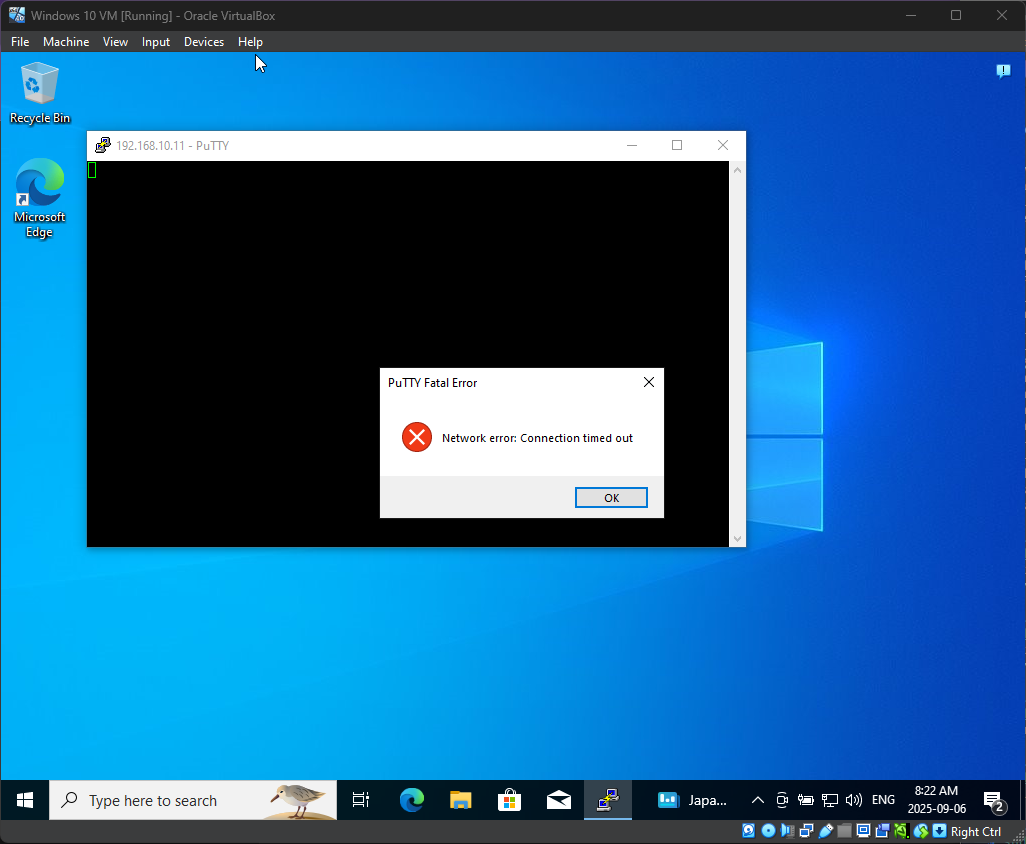 Windows 10 VM [Running] - Oracle VirtualBox
File Machine View Input Devices Help
Recycle Bin
192.168.10.11 - PuTTY
Microsoft
Edge
PuTTY Fatal Error
Network error: Connection timed out
OK
Type here to search
Japa...
ENG
8:22 AM
2025-09-06
2
Right Ctrl